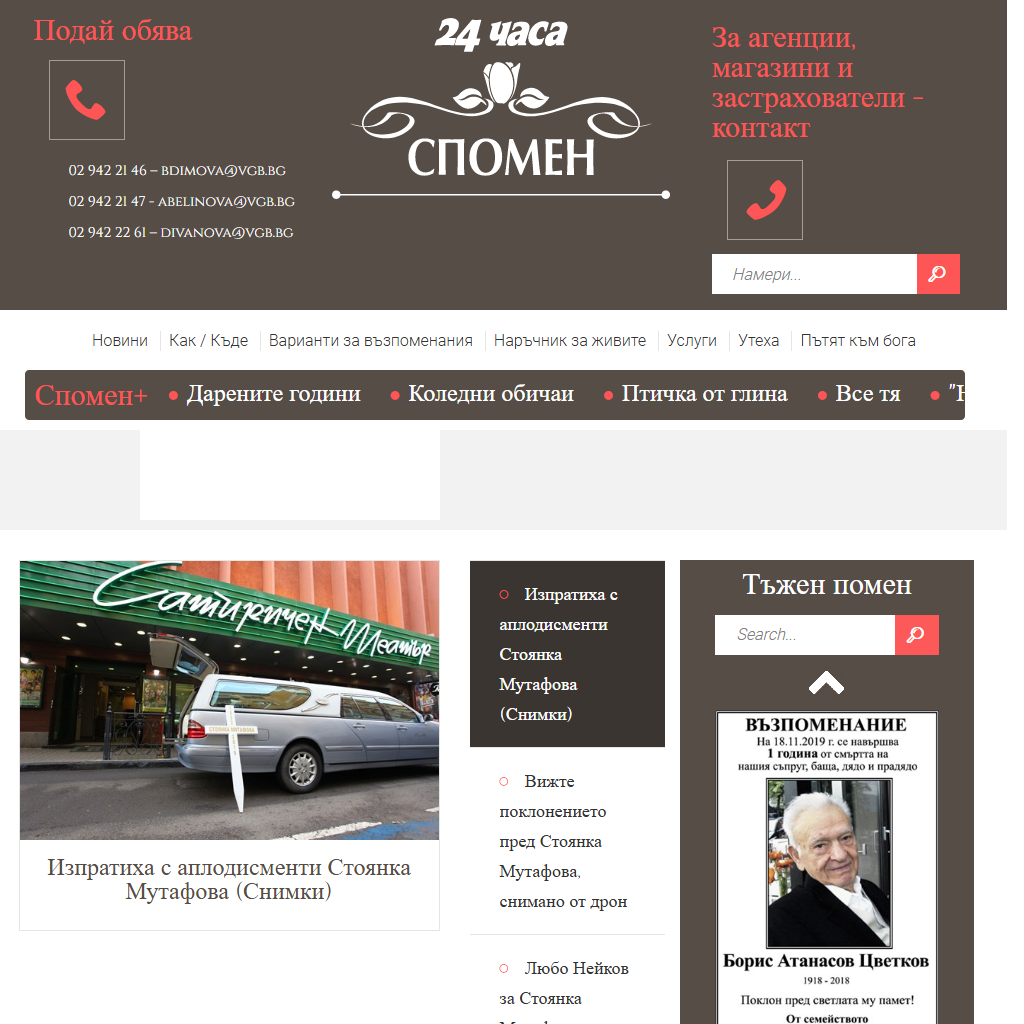 Подай обява
02 942 21 46 – BDIMOVA@VGB.BG
02 942 21 47 - ABELINOVA@VGB.BG
02 942 22 61 – DIVANOVA@VGB.BG
24 часа
СПОМЕН
За агенции,
магазини и
застрахователи -
контакт
Намери...
Новини
Как / Къде
Варианти за възпоменания
Наръчник за живите
Услуги
Утеха
Пътят към бога
Спомен+
Дарените години
Коледни обичаи
Птичка от глина
Все тя
Сатиричен Театър
СТОЯНКА МУТАФОВА
Изпратиха с аплодисменти Стоянка
Мутафова (Снимки)
Изпратиха с
аплодисменти
Стоянка
Мутафова
(Снимки)
Вижте
поклонението
пред Стоянка
Мутафова,
снимано от дрон
Любо Нейков
за Стоянка
Тъжен помен
Search...
ВЪЗПОМЕНАНИЕ
На 18.11.2019 г. се навършва
1 година от смъртта на
нашия съпруг, баща, дядо и прадядо
Борис Атанасов Цветков
1918 - 2018
Поклон пред светлата му памет!
От семейството